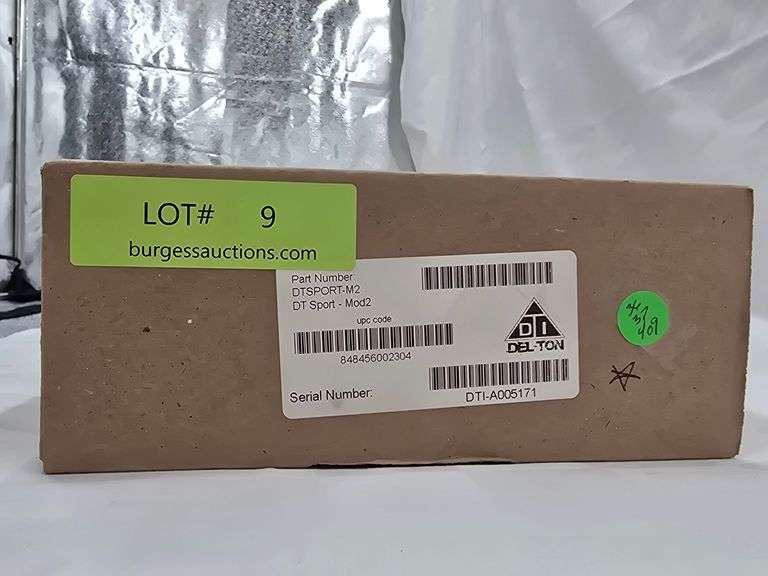 LOT# 9
burgessauctions.com
Part Number:
DTSPORT-M2
DT Sport - Mod2
upc code
848456002304
DTI
DEL-TON
Serial Number:
DTI-A005171
409